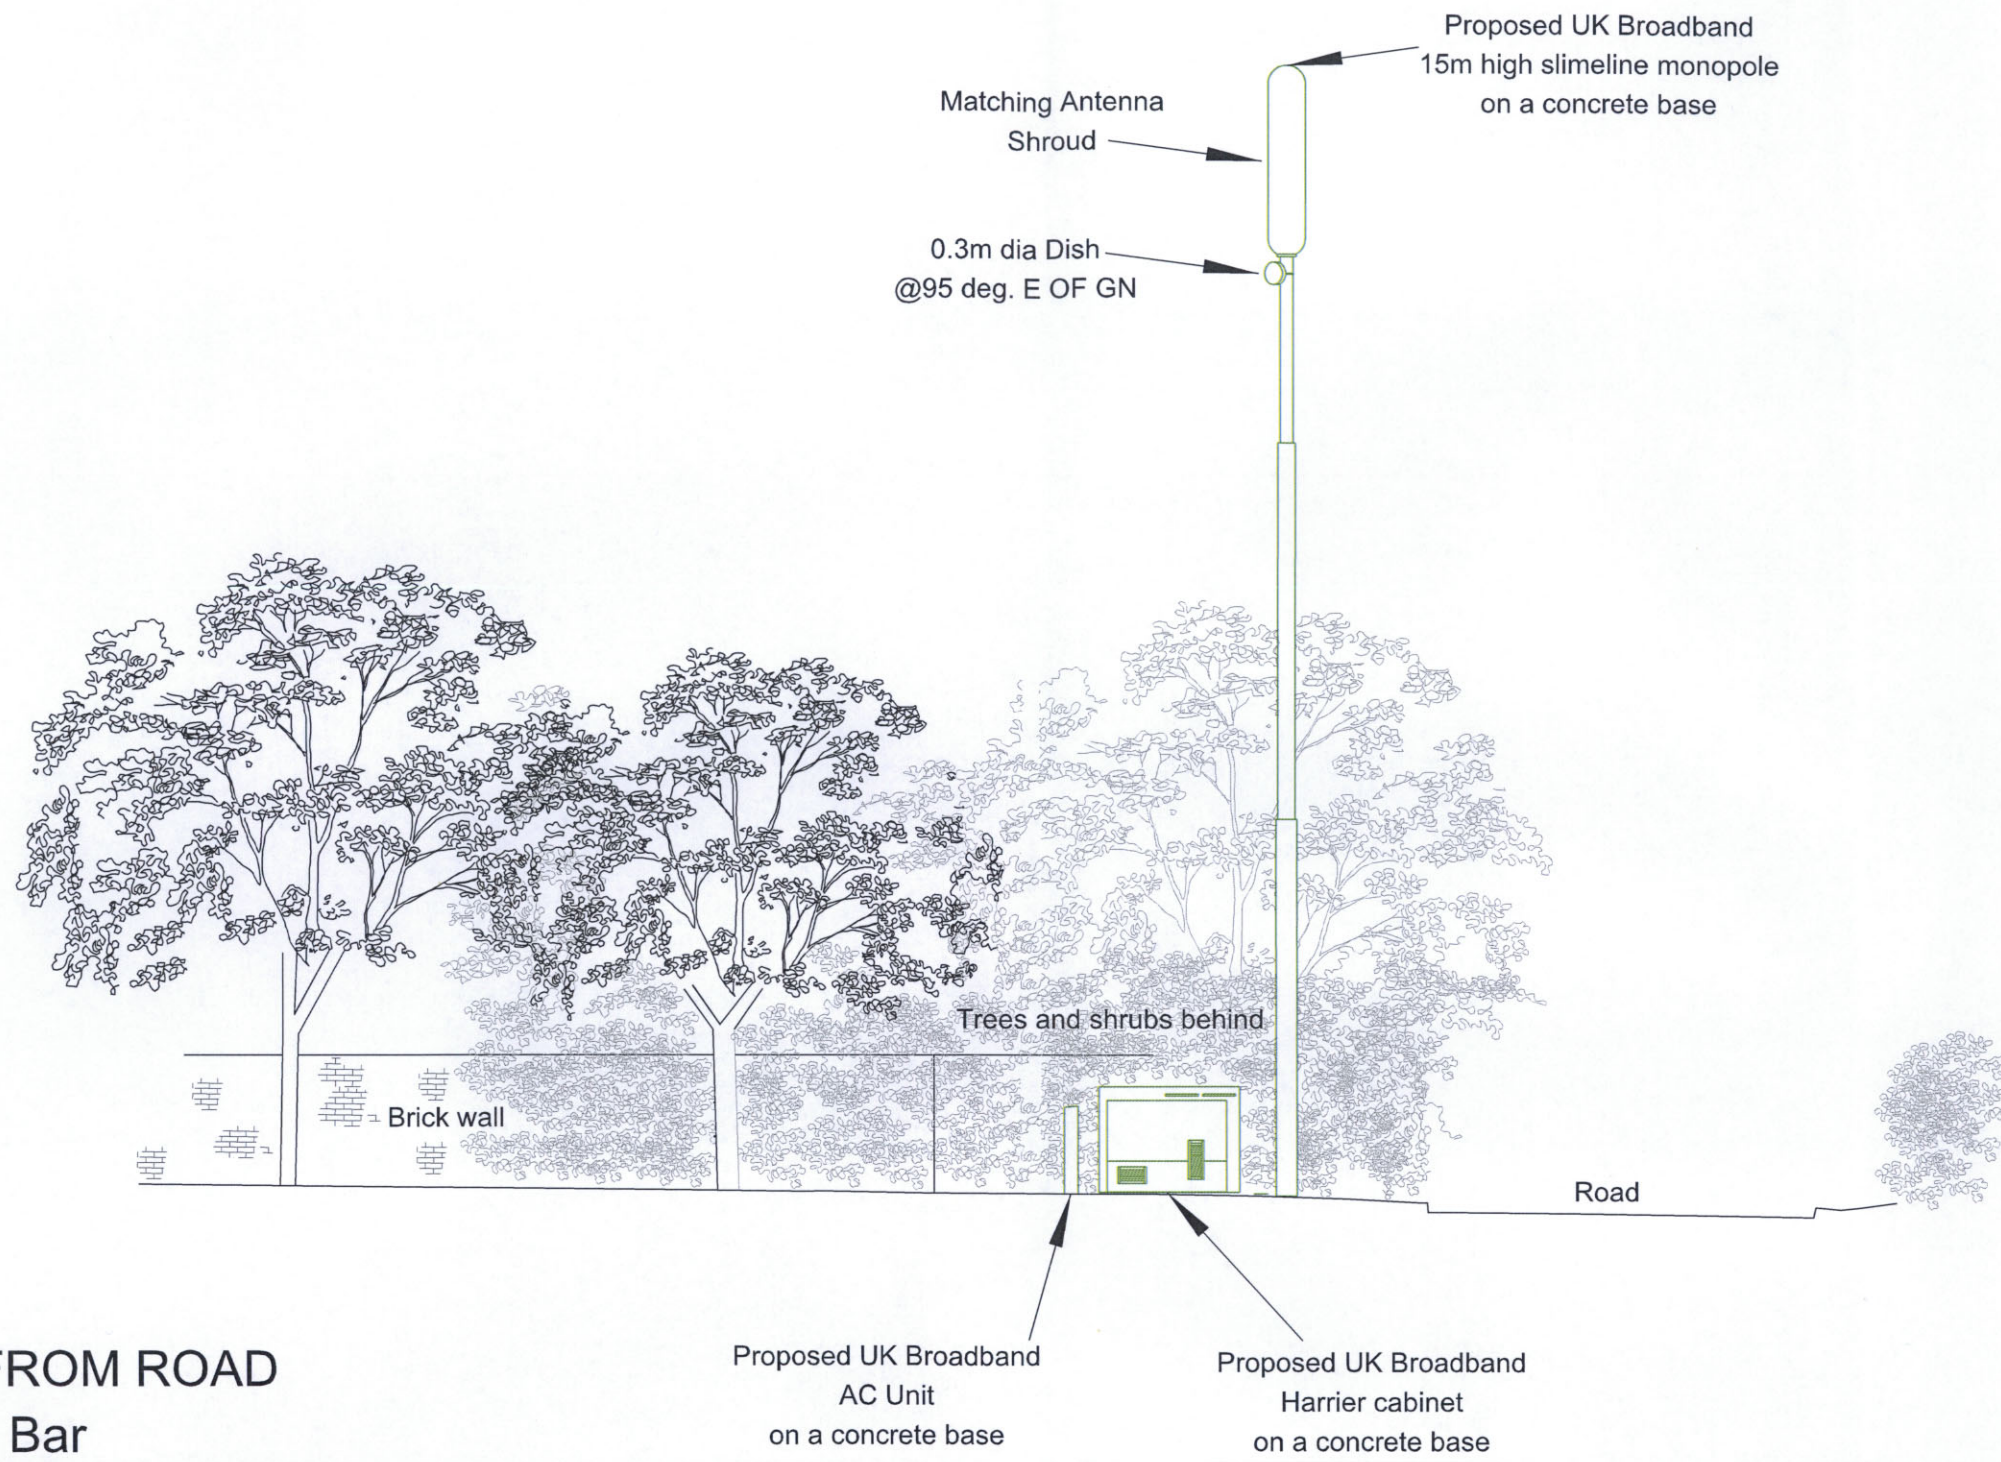 Proposed UK Broadband
15m high slimeline monopole
on a concrete base
Matching Antenna
Shroud
0.3m dia Dish
@95 deg. E OF GN
Trees and shrubs behind
Brick wall
Road
Proposed UK Broadband
AC Unit
on a concrete base
Proposed UK Broadband
Harrier cabinet
on a concrete base
FROM ROAD
Bar